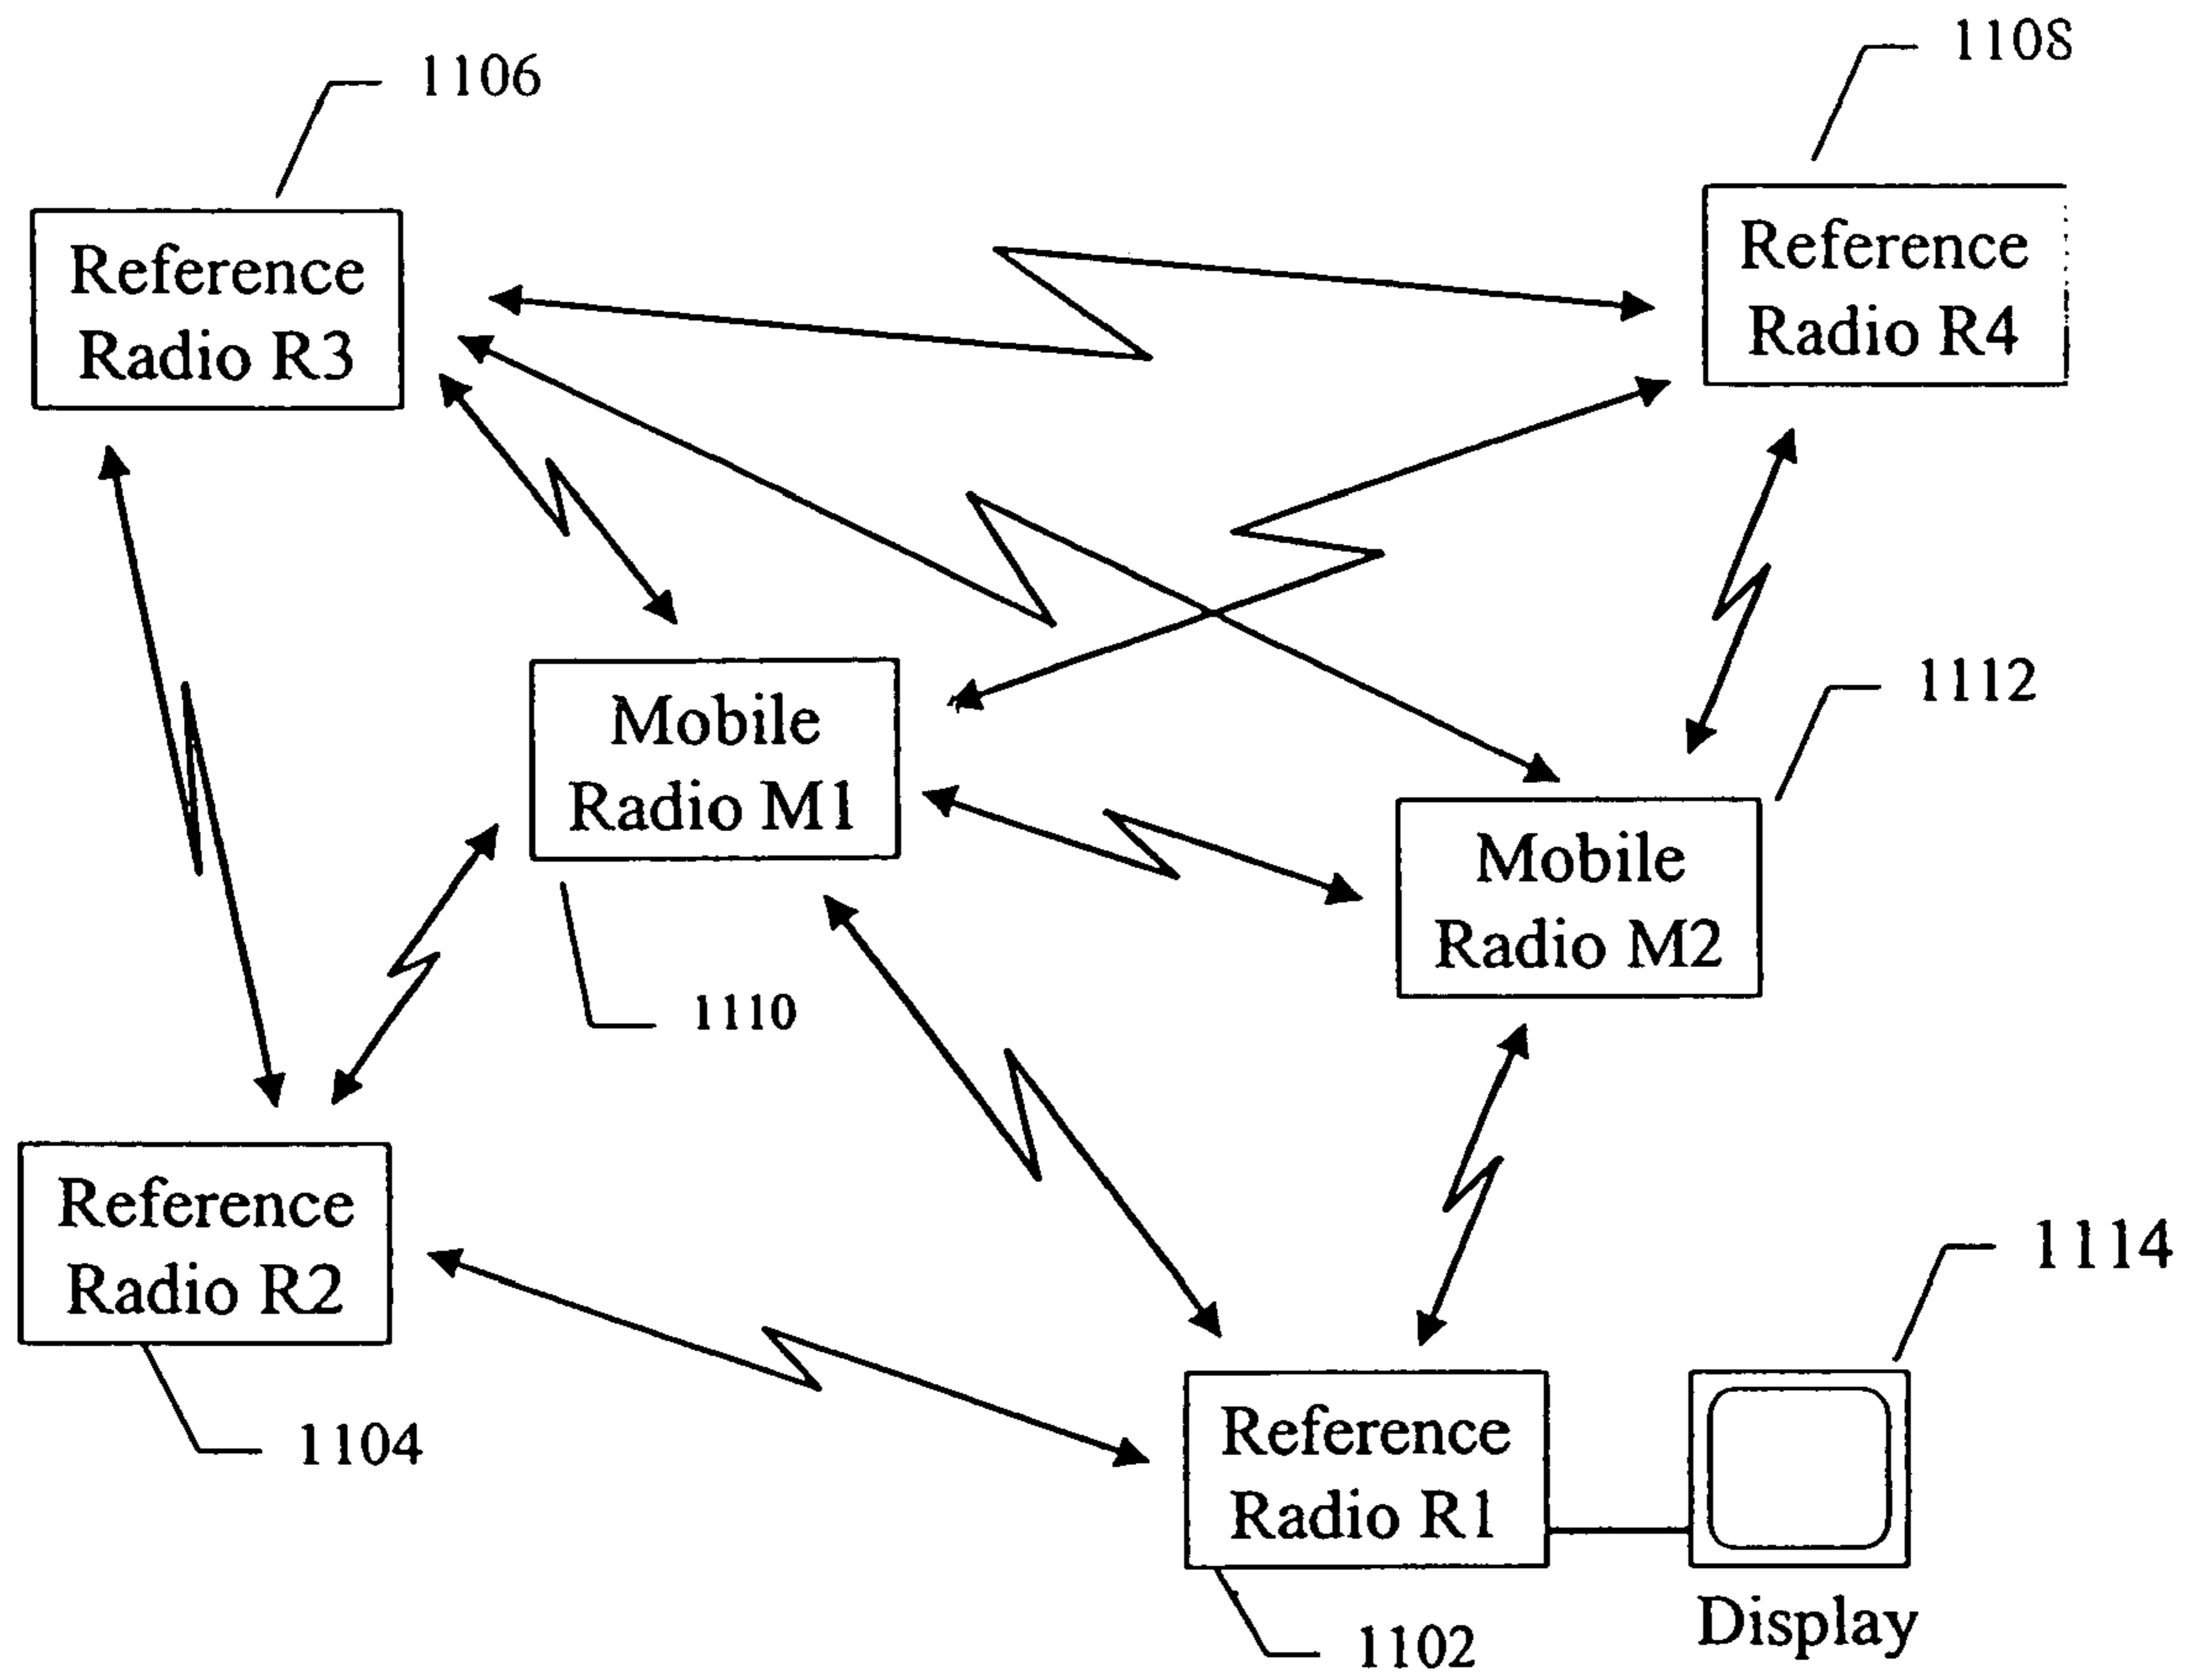 1106
1108
Reference
Radio R3
Reference
Radio R4
1112
Mobile
Radio M1
Mobile
Radio M2
1110
Reference
Radio R2
1114
1104
Reference
Radio R1
Display
1102